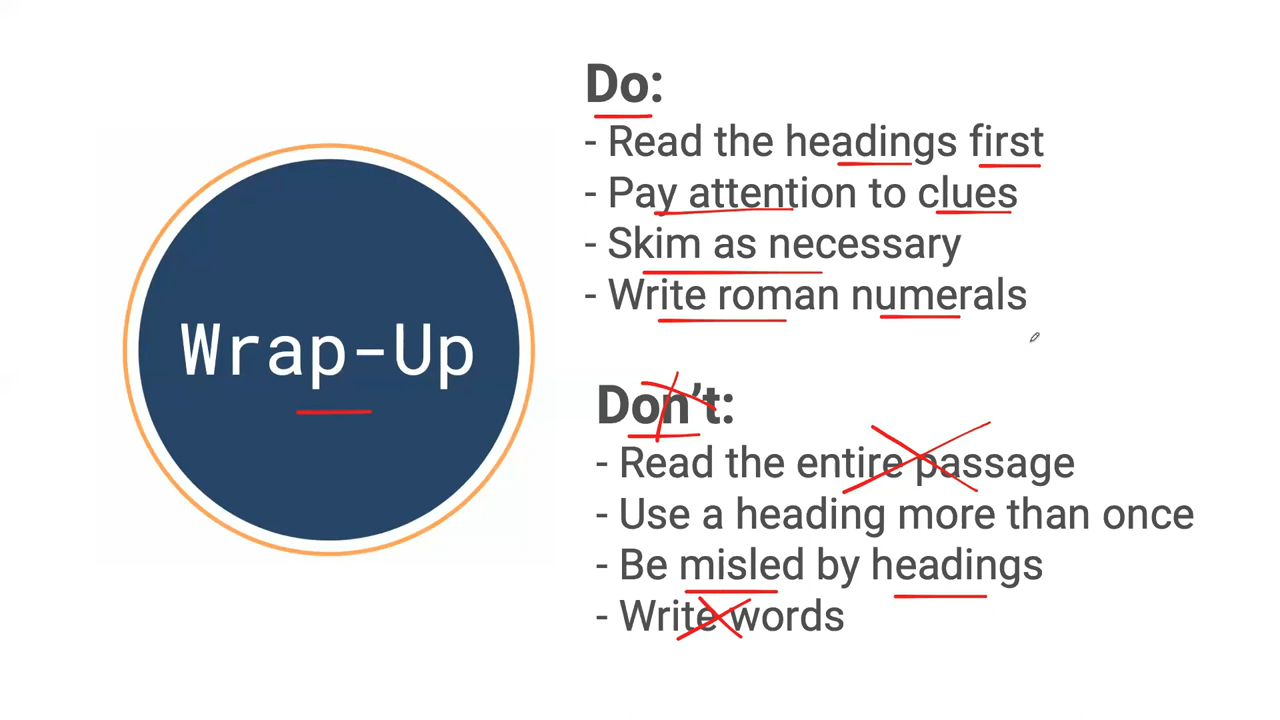 Wrap-Up
Do:
- Read the headings first
- Pay attention to clues
- Skim as necessary
- Write roman numerals
Don't:
- Read the entire passage
- Use a heading more than once
- Be misled by headings
- Write words